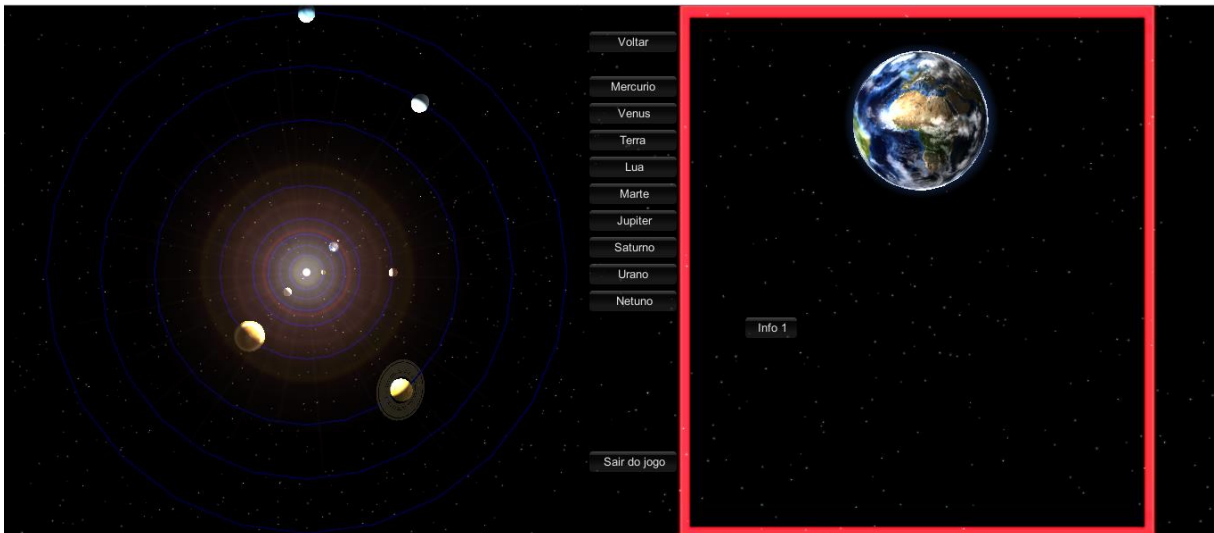 Voltar
Mercurio
Venus
Terra
Lua
Marte
Jupiter
Saturno
Urano
Netuno
Sair do jogo
Info 1